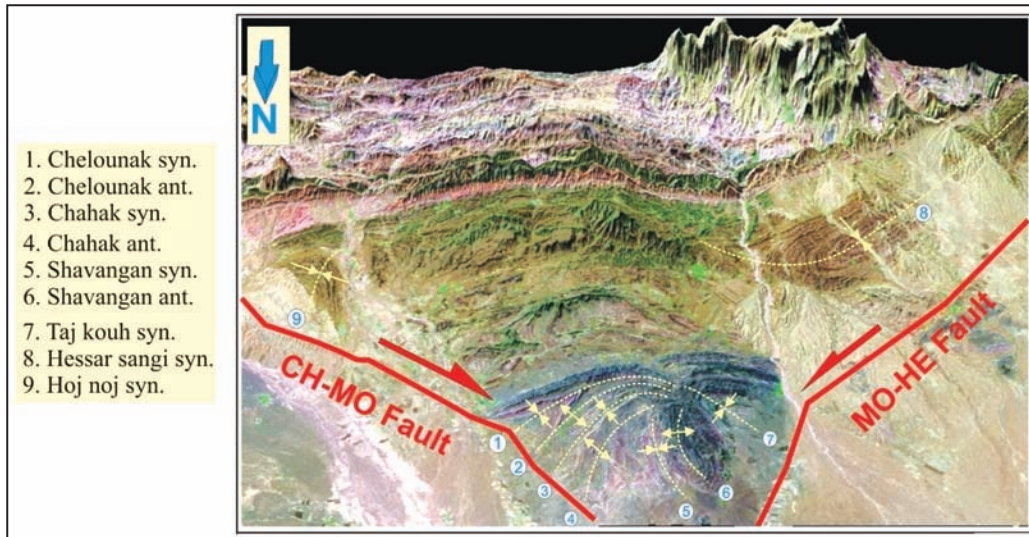 1. Chelounak syn.
2. Chelounak ant.
3. Chahak syn.
4. Chahak ant.
5. Shavangan syn.
6. Shavangan ant.
7. Taj kouh syn.
8. Hessar sangi syn.
9. Hoj noj syn.
N
8
9
CH-MO Fault
MO-HE Fault
1
2
3
4
5
6
7